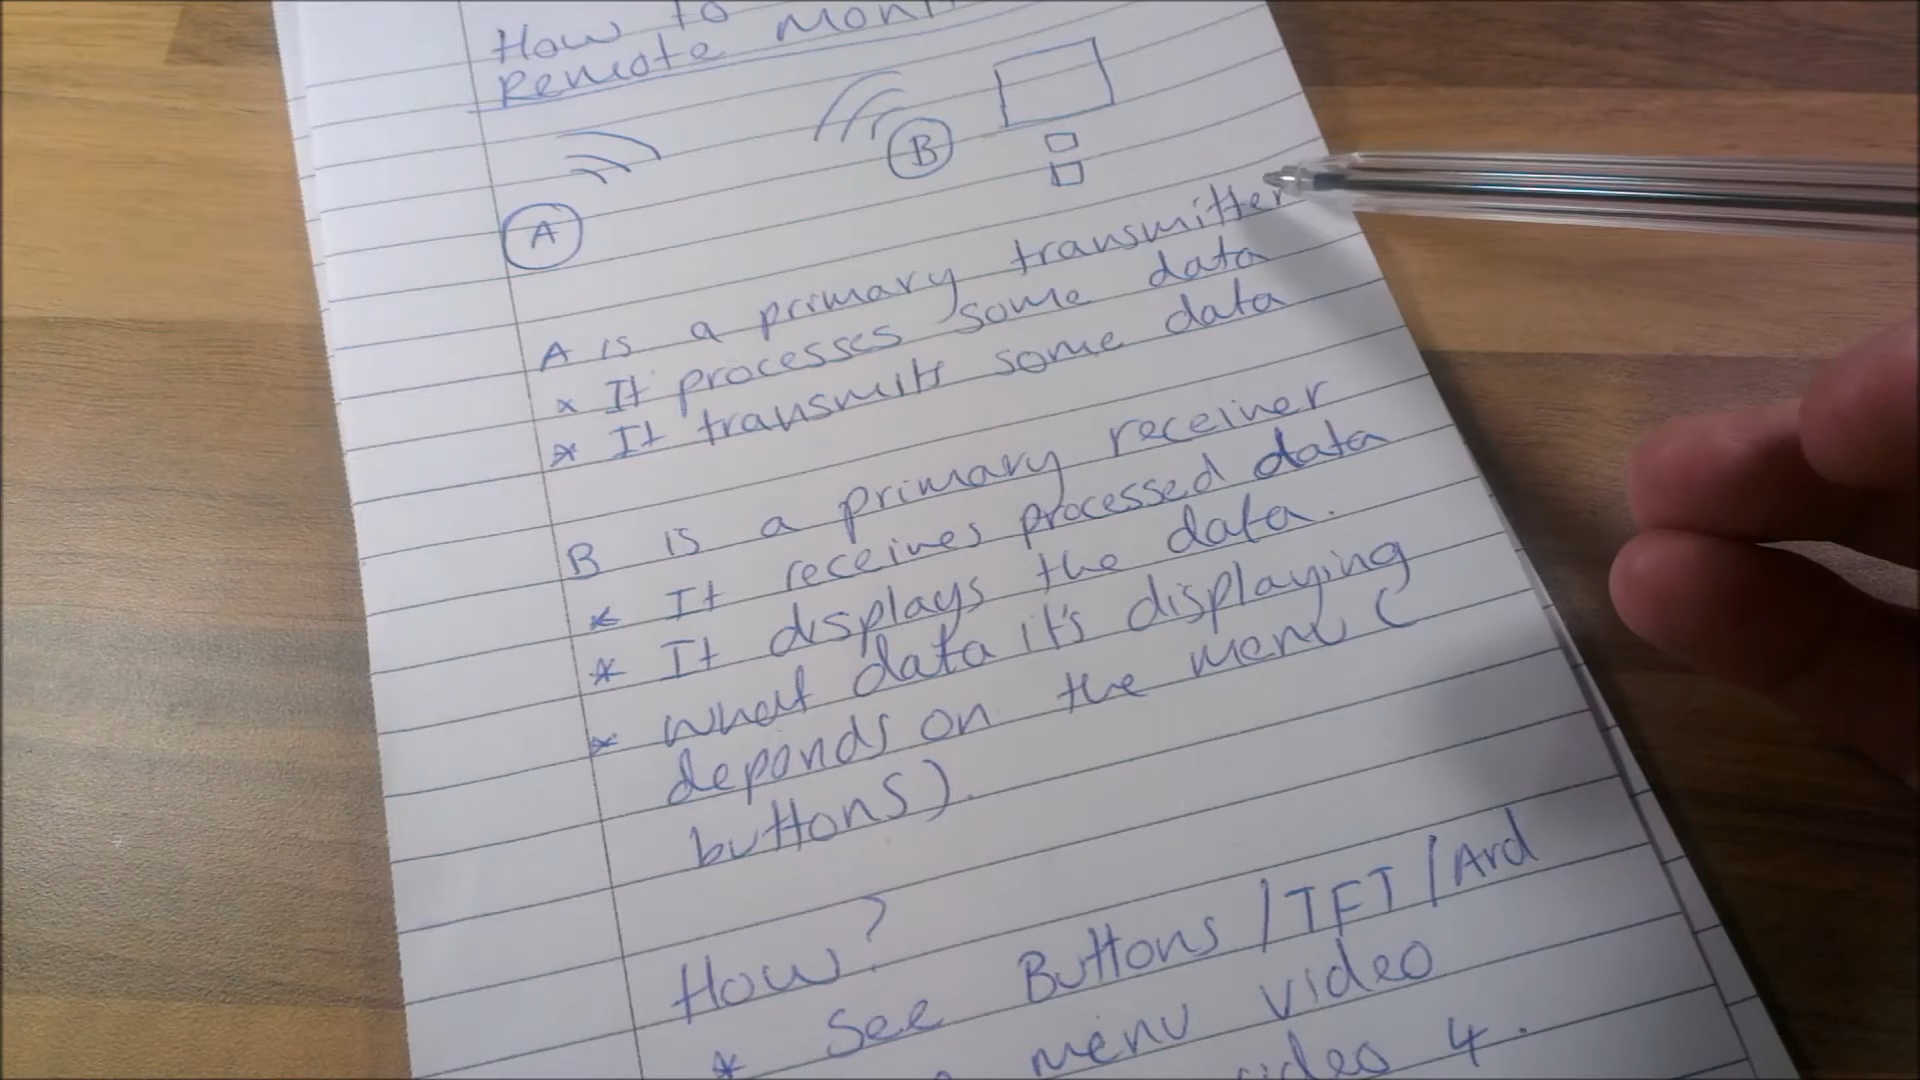 How to
Remote Moni
A
B
A is a primary transmitter
* It processes some data
* It transmits some data
B is a primary receiver
* It receives processed data
* It displays the data.
* What data it's displaying
depends on the menu (
buttons).
How?
* See Buttons / TFT / Ard
menu video
video 4.